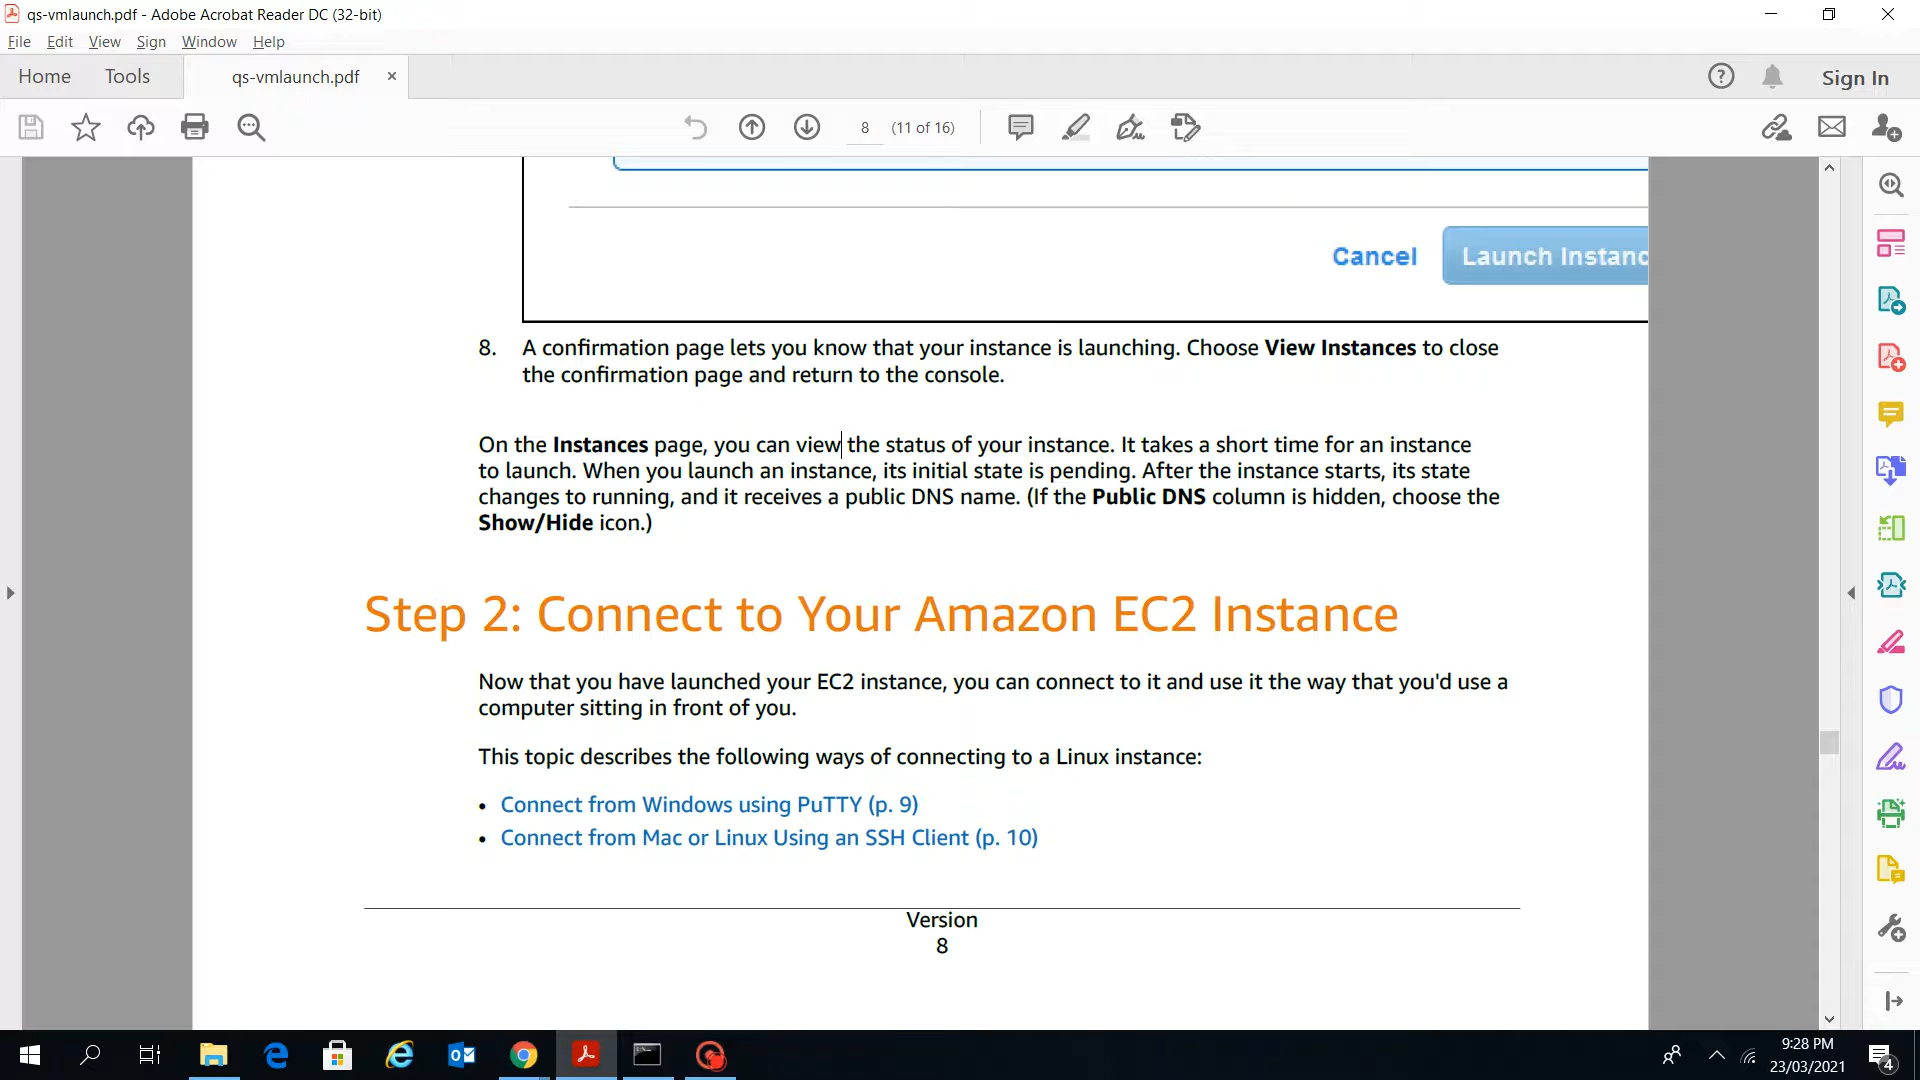 qs-vmlaunch.pdf - Adobe Acrobat Reader DC (32-bit)
File Edit View Sign Window Help
Home Tools qs-vmlaunch.pdf × Sign In
8 (11 of 16)
Cancel Launch Instanc
8. A confirmation page lets you know that your instance is launching. Choose View Instances to close
the confirmation page and return to the console.
On the Instances page, you can view the status of your instance. It takes a short time for an instance
to launch. When you launch an instance, its initial state is pending. After the instance starts, its state
changes to running, and it receives a public DNS name. (If the Public DNS column is hidden, choose the
Show/Hide icon.)
Step 2: Connect to Your Amazon EC2 Instance
Now that you have launched your EC2 instance, you can connect to it and use it the way that you'd use a
computer sitting in front of you.
This topic describes the following ways of connecting to a Linux instance:
• Connect from Windows using PuTTY (p. 9)
• Connect from Mac or Linux Using an SSH Client (p. 10)
Version
8
9:28 PM
23/03/2021
4